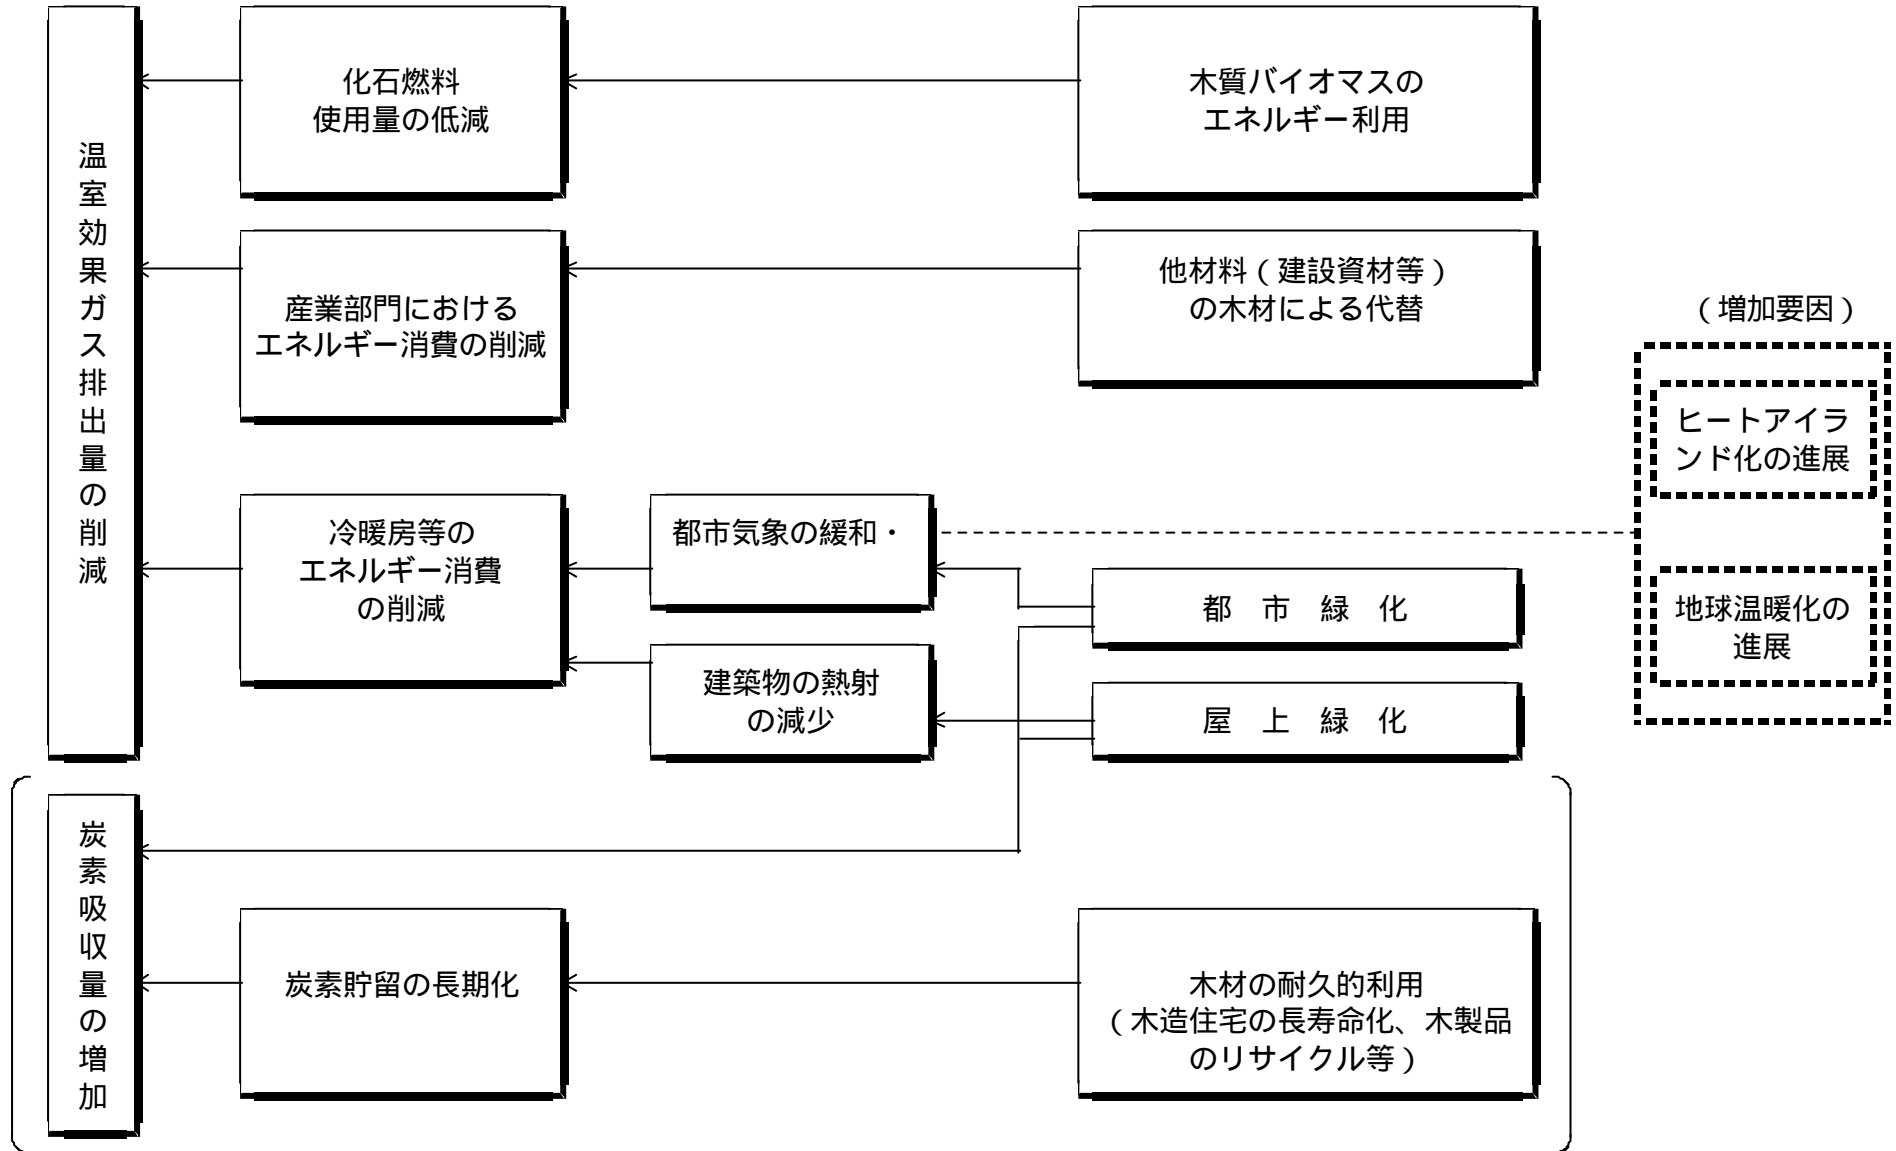 温室効果ガス排出量の削減
化石燃料
使用量の低減
木質バイオマスの
エネルギー利用
産業部門における
エネルギー消費の削減
他材料(建設資材等)
の木材による代替
(増加要因)
ヒートアイラ
ンド化の進展
地球温暖化の
進展
冷暖房等の
エネルギー消費
の削減
都市気象の緩和・
都 市 緑 化
建築物の熱射
の減少
屋 上 緑 化
炭素吸収量の増加
炭素貯留の長期化
木材の耐久的利用
(木造住宅の長寿命化、木製品
のリサイクル等)